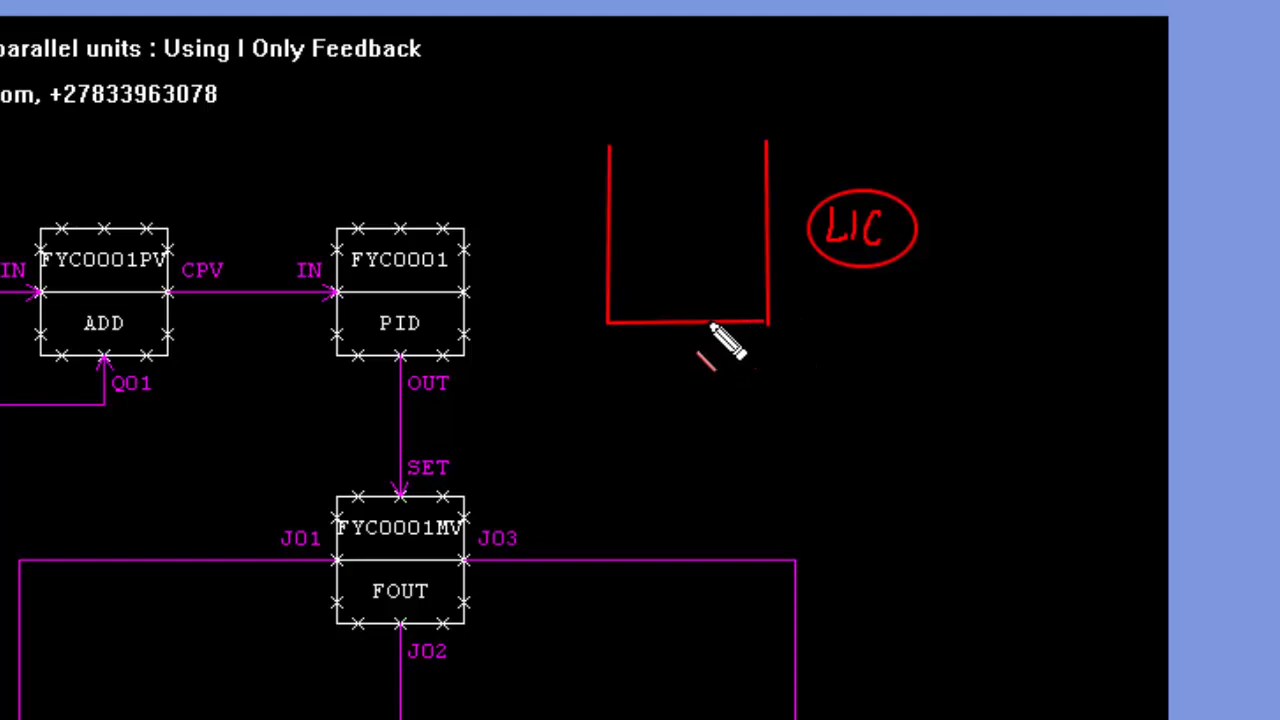 parallel units : Using I Only Feedback
om, +27833963078
LIC
IN
FYC0001PV
CPV
IN
FYC0001
ADD
PID
Q01
OUT
SET
J01
FYC0001MV
J03
FOUT
J02